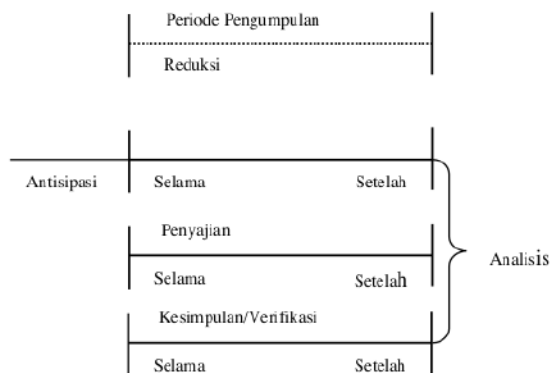 Periode Pengumpulan
Reduksi
Antisipasi Selama Setelah
Penyajian
Selama Setelah
Analisis
Kesimpulan/Verifikasi
Selama Setelah